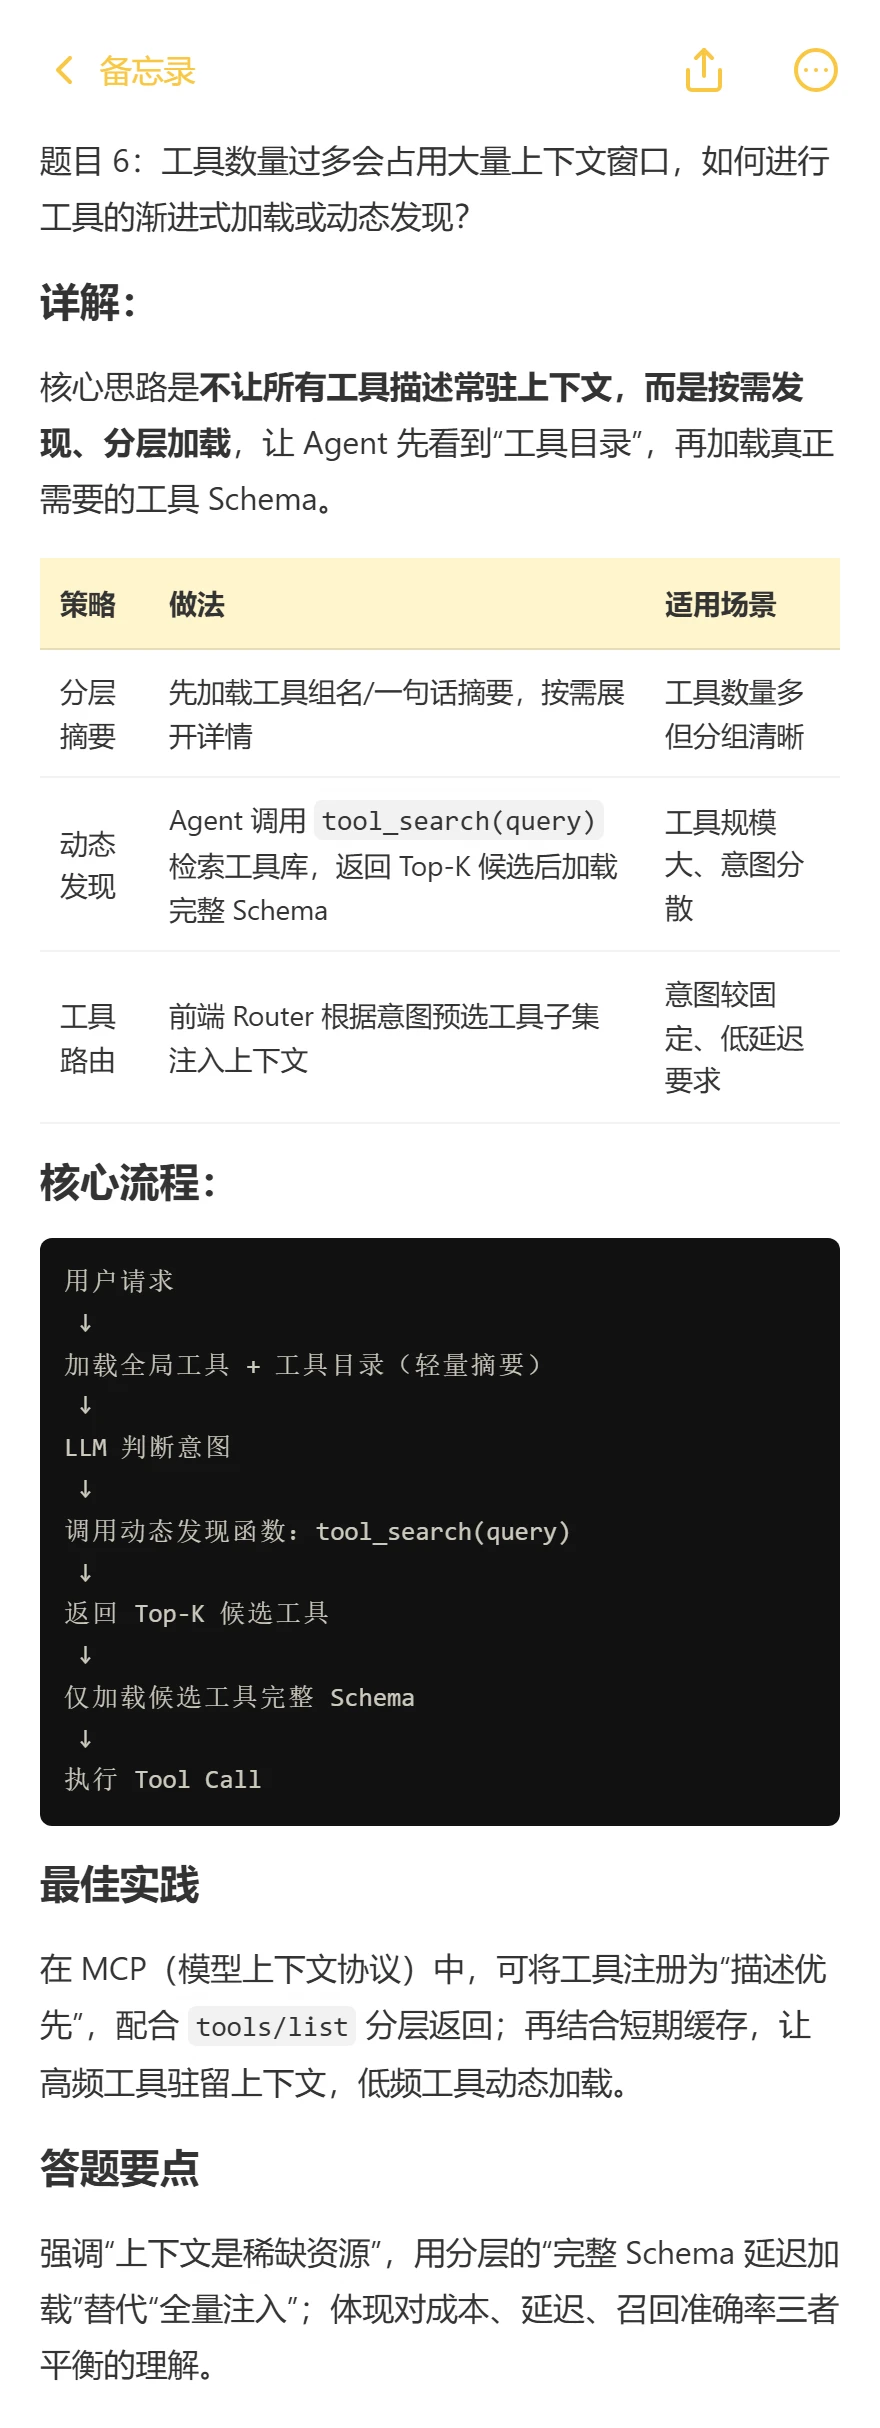 备忘录
题目 6：工具数量过多会占用大量上下文窗口，如何进行
工具的渐进式加载或动态发现？
详解：
核心思路是不让所有工具描述常驻上下文，而是按需发
现、分层加载，让 Agent 先看到“工具目录”，再加载真正
需要的工具 Schema。
策略 做法 适用场景
分层 先加载工具组名/一句话摘要，按需展 工具数量多
摘要 开详情 但分组清晰
动态 Agent 调用 tool_search(query) 工具规模
发现 检索工具库，返回 Top-K 候选后加载 大、意图分
完整 Schema 散
工具 前端 Router 根据意图预选工具子集 意图较固
路由 注入上下文 定、低延迟
要求
核心流程：
用户请求
↓
加载全局工具 + 工具目录（轻量摘要）
↓
LLM 判断意图
↓
调用动态发现函数：tool_search(query)
↓
返回 Top-K 候选工具
↓
仅加载候选工具完整 Schema
↓
执行 Tool Call
最佳实践
在 MCP（模型上下文协议）中，可将工具注册为“描述优
先”，配合 tools/list 分层返回；再结合短期缓存，让
高频工具驻留上下文，低频工具动态加载。
答题要点
强调“上下文是稀缺资源”，用分层的“完整 Schema 延迟加
载”替代“全量注入”；体现对成本、延迟、召回准确率三者
平衡的理解。